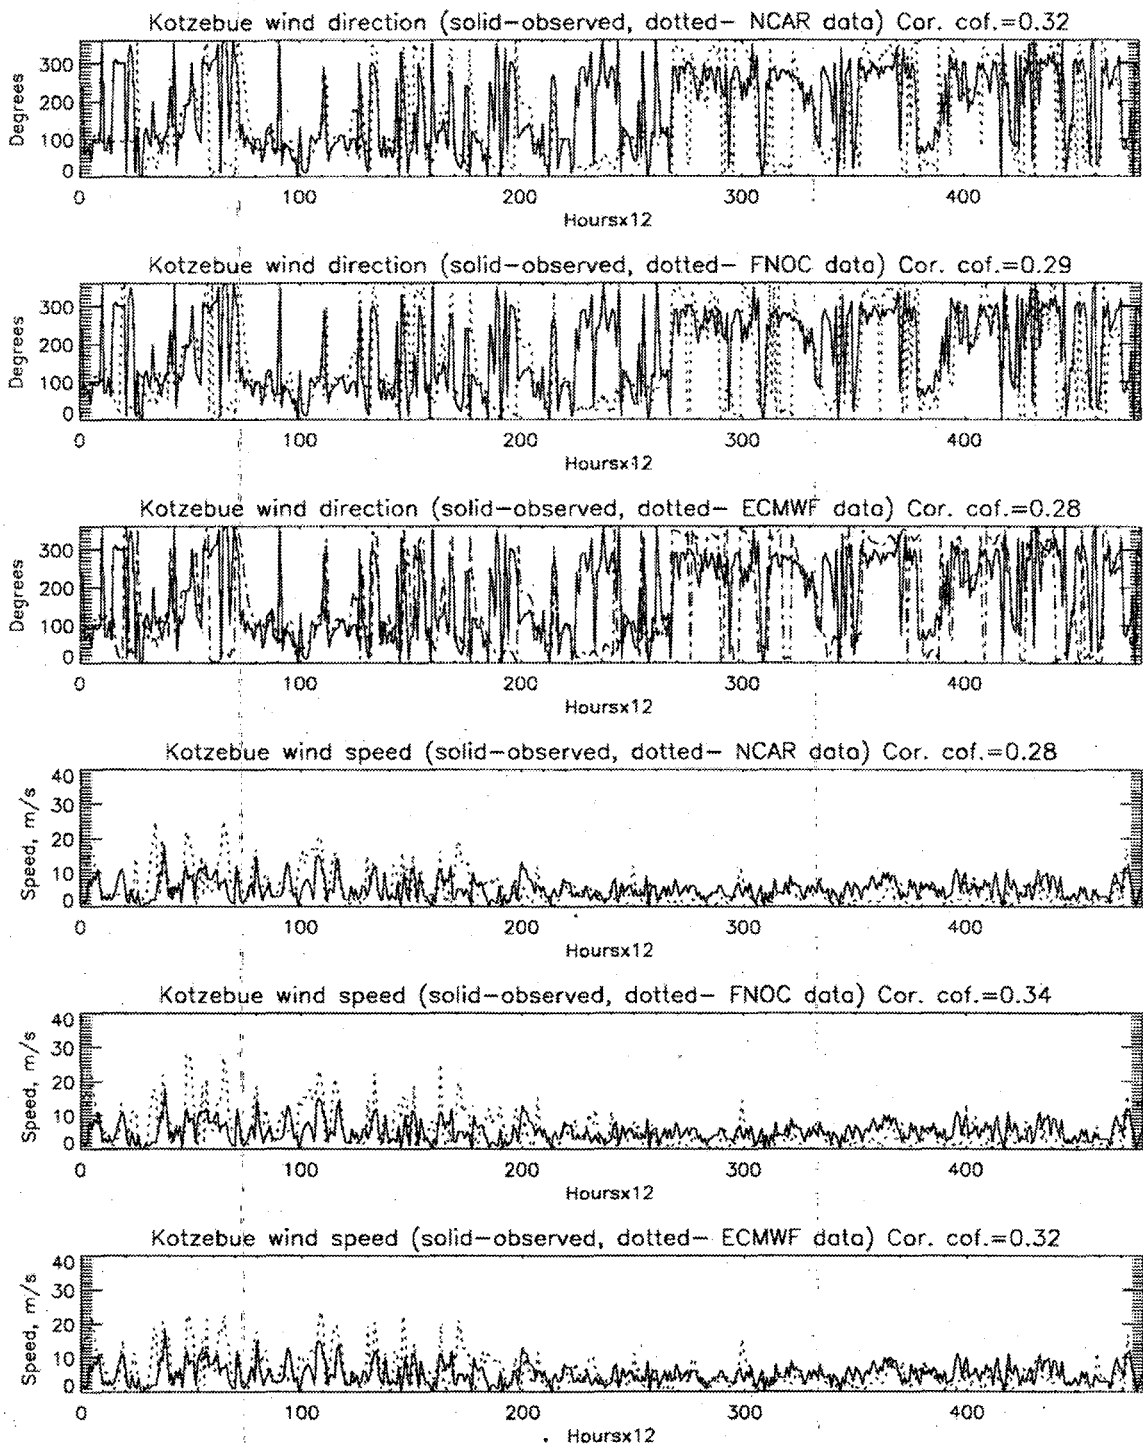 Kotzebue wind direction (solid-observed, dotted- NCAR data) Cor. cof.=0.32
Degrees
300
200
100
0
0 100 200 300 400
Hoursx12
Kotzebue wind direction (solid-observed, dotted- FNOC data) Cor. cof.=0.29
Degrees
300
200
100
0
0 100 200 300 400
Hoursx12
Kotzebue wind direction (solid-observed, dotted- ECMWF data) Cor. cof.=0.28
Degrees
300
200
100
0
0 100 200 300 400
Hoursx12
Kotzebue wind speed (solid-observed, dotted- NCAR data) Cor. cof.=0.28
Speed, m/s
40
30
20
10
0
0 100 200 300 400
Hoursx12
Kotzebue wind speed (solid-observed, dotted- FNOC data) Cor. cof.=0.34
Speed, m/s
40
30
20
10
0
0 100 200 300 400
Hoursx12
Kotzebue wind speed (solid-observed, dotted- ECMWF data) Cor. cof.=0.32
Speed, m/s
40
30
20
10
0
0 100 200 300 400
Hoursx12